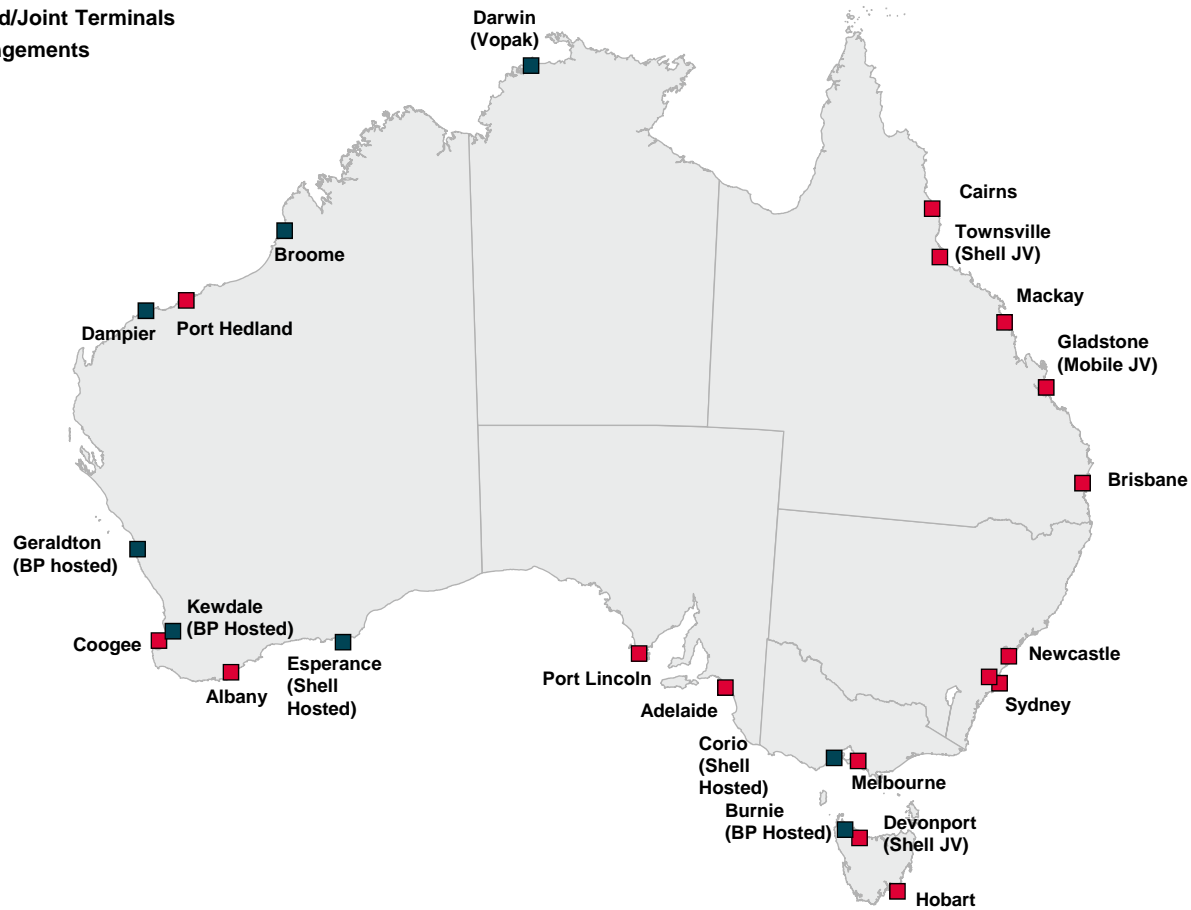 d/Joint Terminals
gements
Darwin
(Vopak)
Cairns
Townsville
(Shell JV)
Broome
Mackay
Port Hedland
Dampier
Gladstone
(Mobile JV)
Brisbane
Geraldton
(BP hosted)
Kewdale
(BP Hosted)
Coogee
Esperance
(Shell
Hosted)
Albany
Newcastle
Port Lincoln
Sydney
Adelaide
Corio
(Shell
Hosted)
Melbourne
Burnie
(BP Hosted)
Devonport
(Shell JV)
Hobart